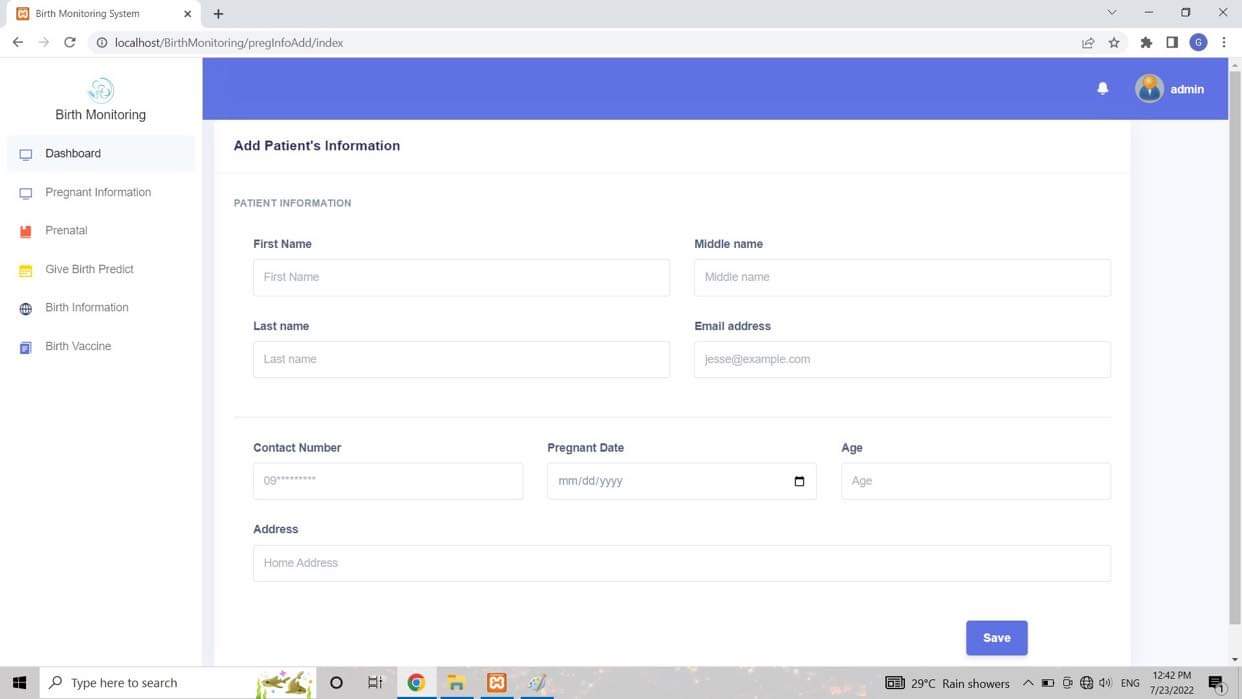 Birth Monitoring System
localhost/BirthMonitoring/pregInfoAdd/index
G
Birth Monitoring
admin
Dashboard
Pregnant Information
Prenatal
Give Birth Predict
Birth Information
Birth Vaccine
Add Patient's Information
PATIENT INFORMATION
First Name Middle name
First Name Middle name
Last name Email address
Last name jesse@example.com
Contact Number Pregnant Date Age
09********* mm/dd/yyyy Age
Address
Home Address
Save
Type here to search
29°C Rain showers ENG 12:42 PM
7/23/2022
1